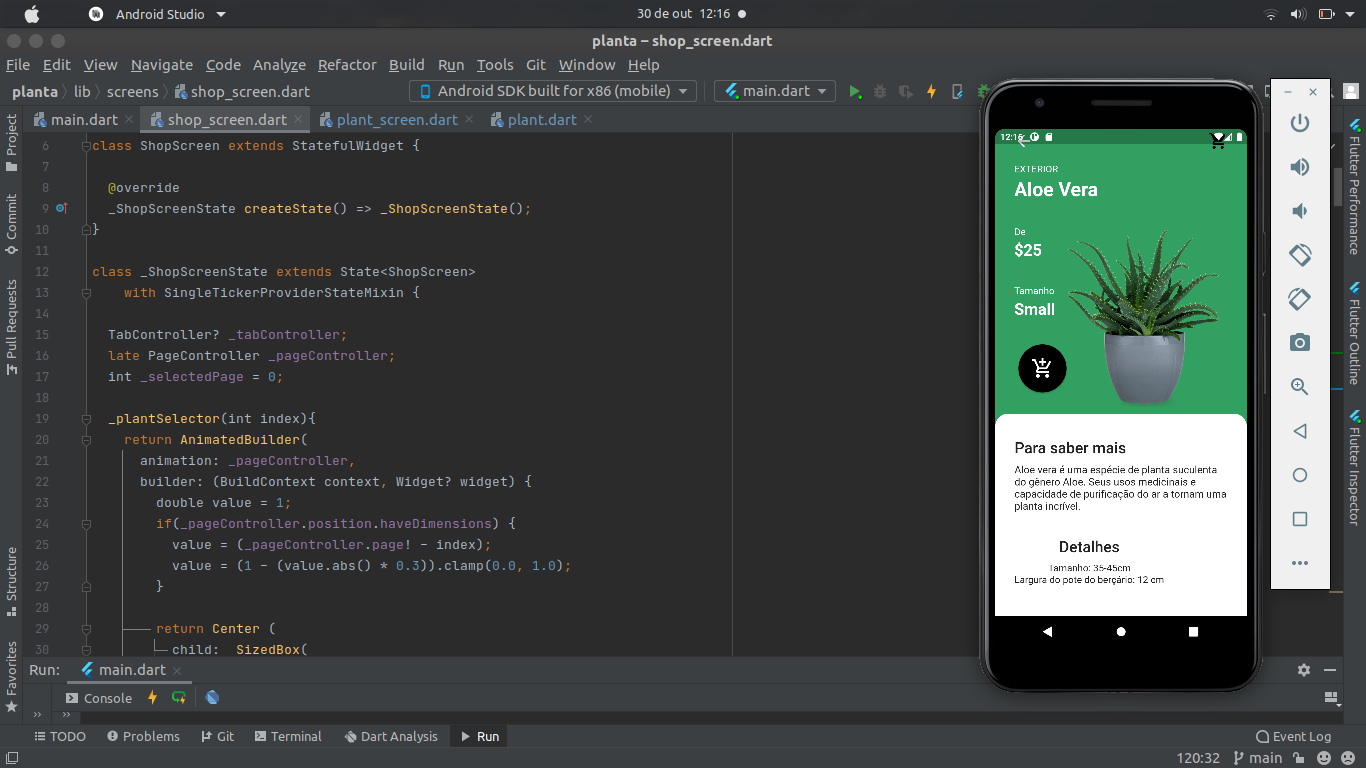 Android Studio
30 de out 12:16
planta – shop_screen.dart
File Edit View Navigate Code Analyze Refactor Build Run Tools Git Window Help
planta lib screens shop_screen.dart
Android SDK built for x86 (mobile)
main.dart
main.dart
shop_screen.dart
plant_screen.dart
plant.dart
Project
Commit
Pull Requests
Structure
Favorites
6 class ShopScreen extends StatefulWidget {
7
8 @override
9 _ShopScreenState createState() => _ShopScreenState();
10 }
11
12 class _ShopScreenState extends State<ShopScreen>
13 with SingleTickerProviderStateMixin {
14
15 TabController? _tabController;
16 late PageController _pageController;
17 int _selectedPage = 0;
18
19 _plantSelector(int index){
20 return AnimatedBuilder(
21 animation: _pageController,
22 builder: (BuildContext context, Widget? widget) {
23 double value = 1;
24 if(_pageController.position.haveDimensions) {
25 value = (_pageController.page! - index);
26 value = (1 - (value.abs() * 0.3)).clamp(0.0, 1.0);
27 }
28
29 return Center (
30 child: SizedBox(
12:16
EXTERIOR
Aloe Vera
De
$25
Tamanho
Small
Para saber mais
Aloe vera é uma espécie de planta suculenta
do gênero Aloe. Seus usos medicinais e
capacidade de purificação do ar a tornam uma
planta incrível.
Detalhes
Tamanho: 35-45cm
Largura do pote do berçário: 12 cm
Flutter Performance
Flutter Outline
Flutter Inspector
Run: main.dart
Console
TODO Problems Git Terminal Dart Analysis Run Event Log
120:32 main